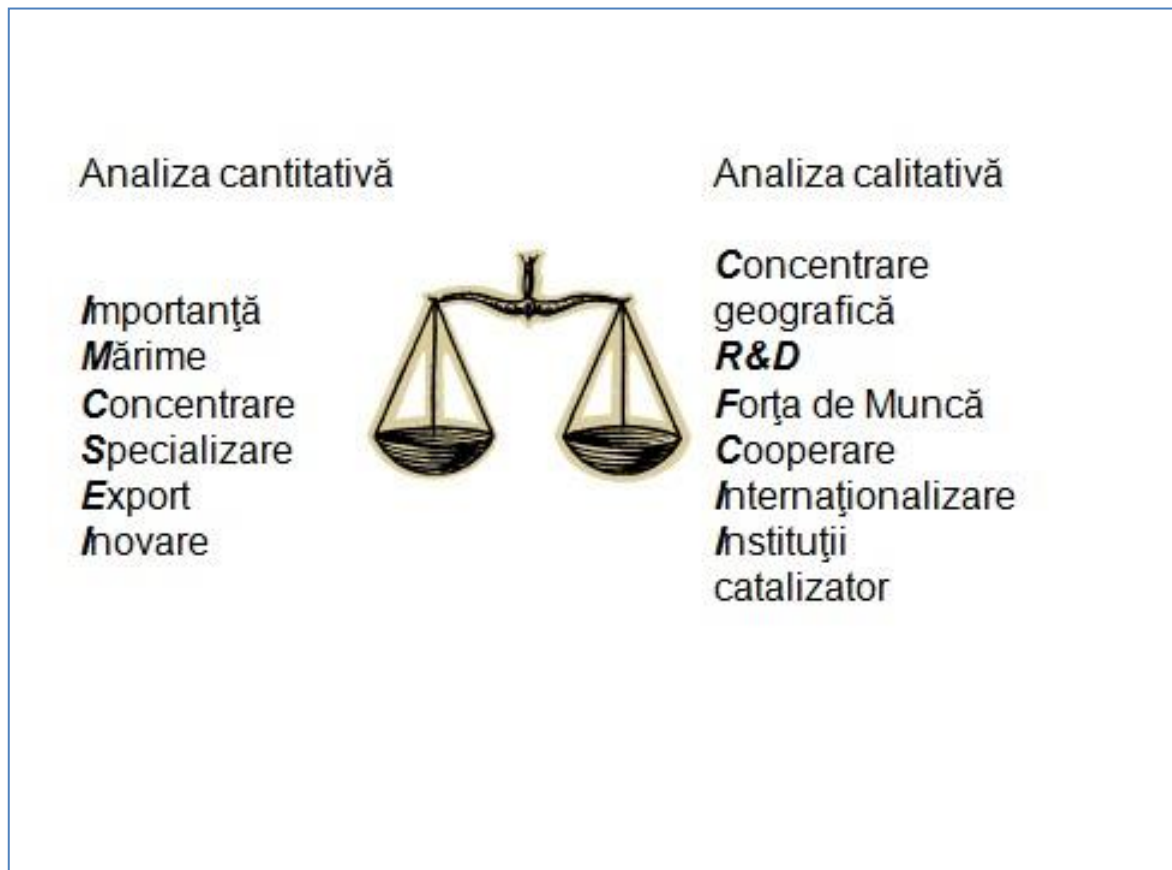 Analiza cantitativă
Importanţă
Mărime
Concentrare
Specializare
Export
Inovare
Analiza calitativă
Concentrare
geografică
R&D
Forţa de Muncă
Cooperare
Internaţionalizare
Instituţii
catalizator